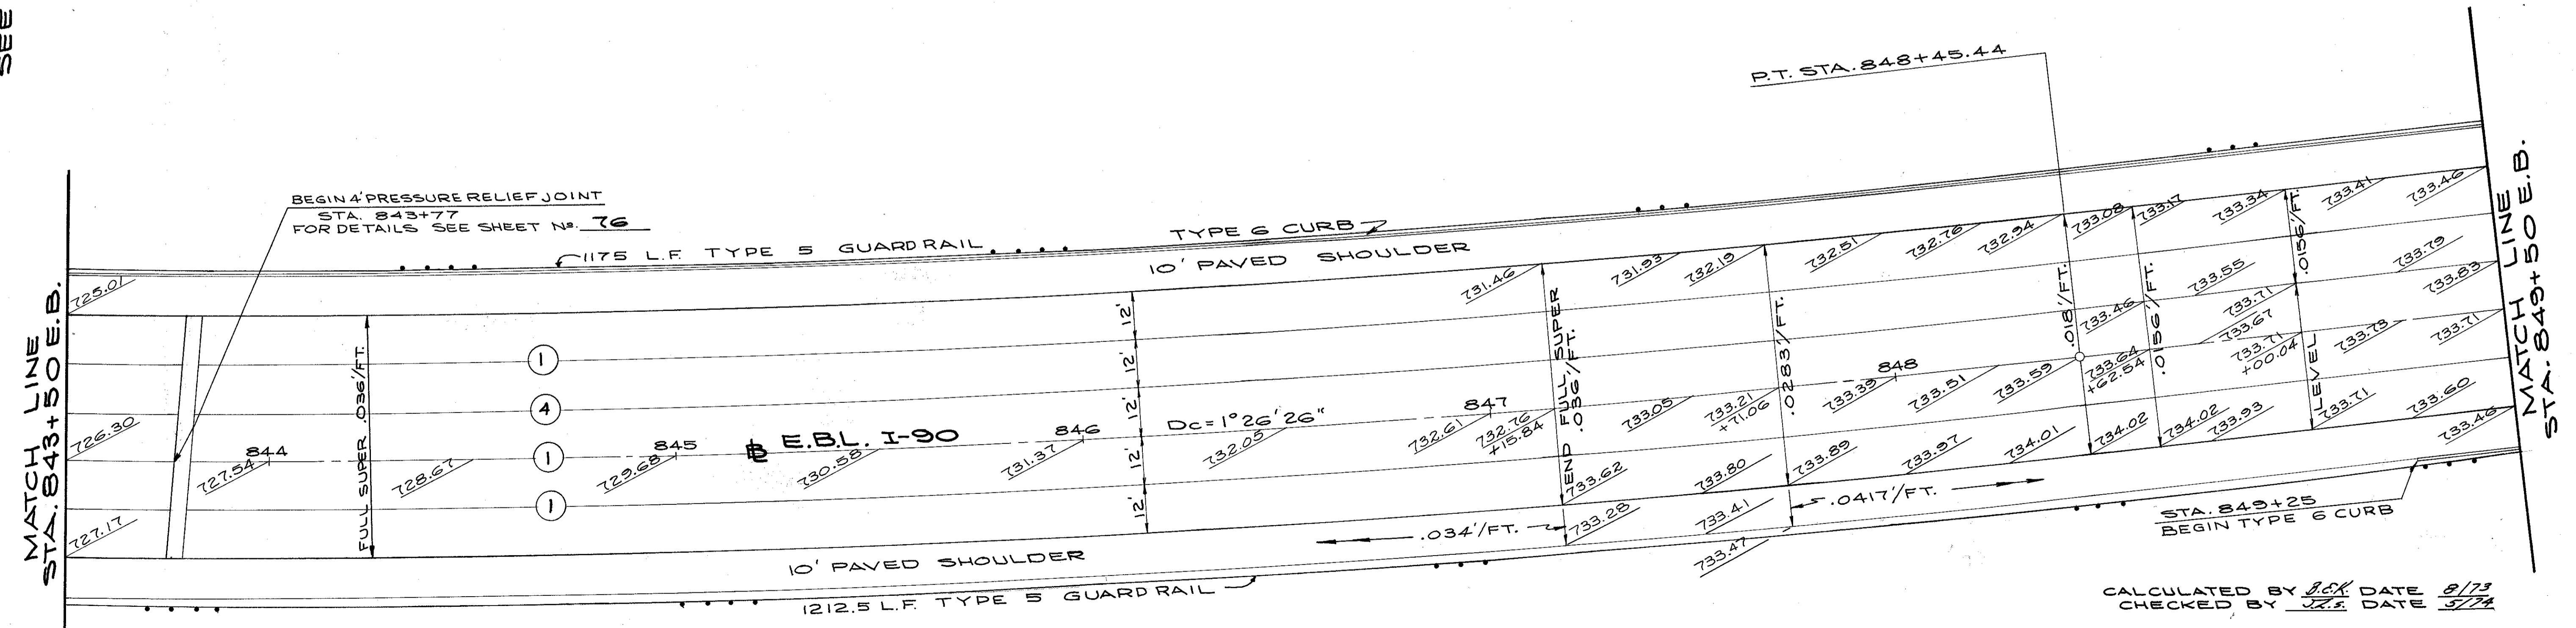 SEE
P.T. STA. 848+45.44
BEGIN 4' PRESSURE RELIEF JOINT
STA. 843+77
FOR DETAILS SEE SHEET No. 76
1175 L.F. TYPE 5 GUARD RAIL
TYPE 6 CURB
10' PAVED SHOULDER
MATCH LINE
STA. 843+50 E.B.
725.01
726.30
727.17
727.54
844
FULL SUPER .036'/FT.
728.67
1
4
1
1
729.68
845
℄ E.B.L. I-90
730.58
731.37
846
12'
12'
12'
12'
12'
Dc = 1°26'26"
732.05
732.61
847
732.76
+15.84
731.46
END FULL SUPER
.036'/FT.
733.62
733.28
731.93
732.19
733.05
733.21
+71.06
.0283'/FT.
733.80
733.89
733.41
733.47
732.51
732.76
732.94
733.39
848
733.51
733.59
733.97
734.01
.018'/FT.
733.08
733.17
733.46
733.64
+62.54
.0156'/FT.
734.02
734.02
733.34
733.55
733.71
733.67
733.71
+00.04
733.93
.0156'/FT.
LEVEL
733.41
733.46
733.79
733.83
733.73
733.71
733.71
733.60
733.46
MATCH LINE
STA. 849+50 E.B.
.034'/FT.
.0417'/FT.
STA. 849+25
BEGIN TYPE 6 CURB
10' PAVED SHOULDER
1212.5 L.F. TYPE 5 GUARD RAIL
CALCULATED BY B.E.K. DATE 8/73
CHECKED BY J.L.S. DATE 5/74